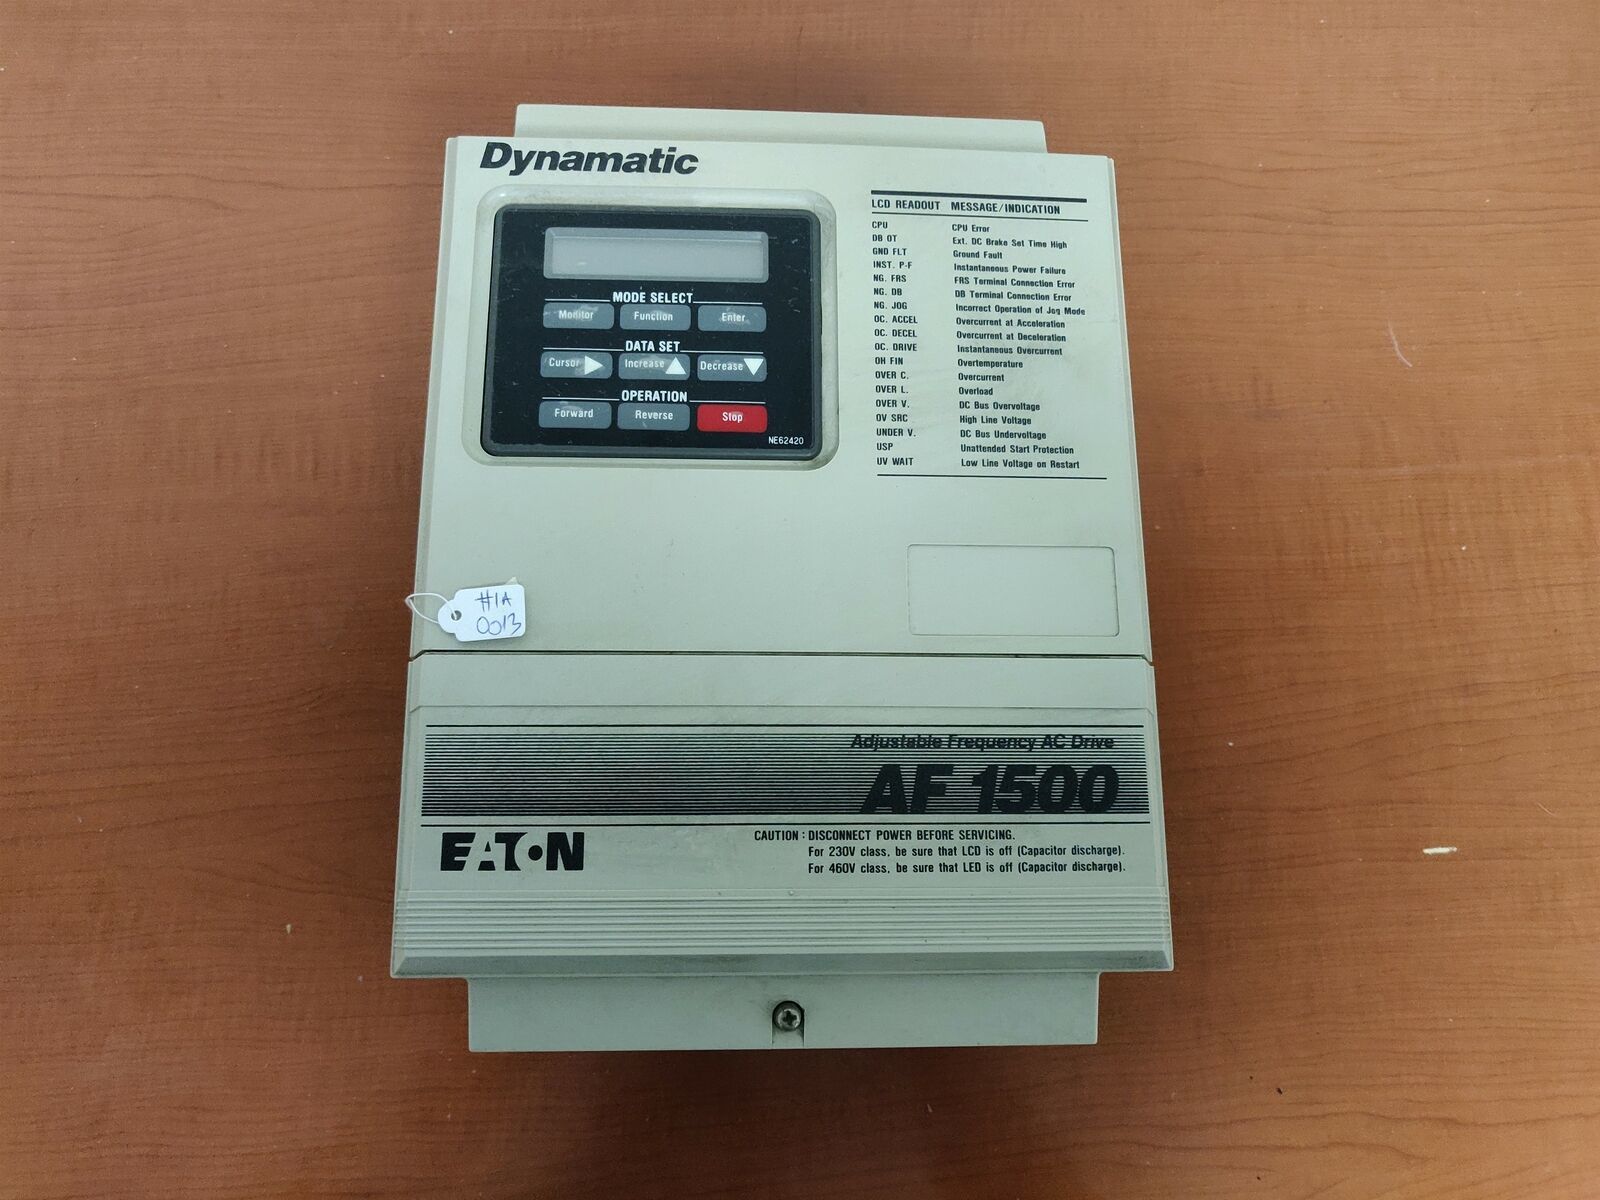 Dynamatic
MODE SELECT
Monitor Function Enter
DATA SET
Cursor Increase Decrease
OPERATION
Forward Reverse Stop
NE62420
LCD READOUT MESSAGE/INDICATION
CPU CPU Error
DB OT Ext. DC Brake Set Time High
GND FLT Ground Fault
INST. P-F Instantaneous Power Failure
NG. FRS FRS Terminal Connection Error
NG. DB DB Terminal Connection Error
NG. JOG Incorrect Operation of Jog Mode
OC. ACCEL Overcurrent at Acceleration
OC. DECEL Overcurrent at Deceleration
OC. DRIVE Instantaneous Overcurrent
OH FIN Overtemperature
OVER C. Overcurrent
OVER L. Overload
OVER V. DC Bus Overvoltage
OV SRC High Line Voltage
UNDER V. DC Bus Undervoltage
USP Unattended Start Protection
UV WAIT Low Line Voltage on Restart
#1A
0013
Adjustable Frequency AC Drive
AF 1500
EATON
CAUTION : DISCONNECT POWER BEFORE SERVICING.
For 230V class, be sure that LCD is off (Capacitor discharge).
For 460V class, be sure that LED is off (Capacitor discharge).